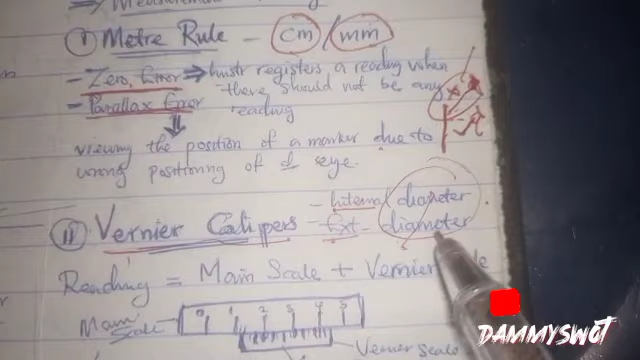 => Measurement
(i) Metre Rule - (cm) / (mm)
- Zero Error => Instr registers a reading when
there should not be any
- Parallax Error reading
viewing the position of a marker due to
wrong positioning of d eye.
(ii) Vernier Calipers - Internal diameter
- Ext - diameter
Reading = Main Scale + Vernier
Main Scale 0 1 2 3 4 5
Vernier Scale
DAMMYSWOT